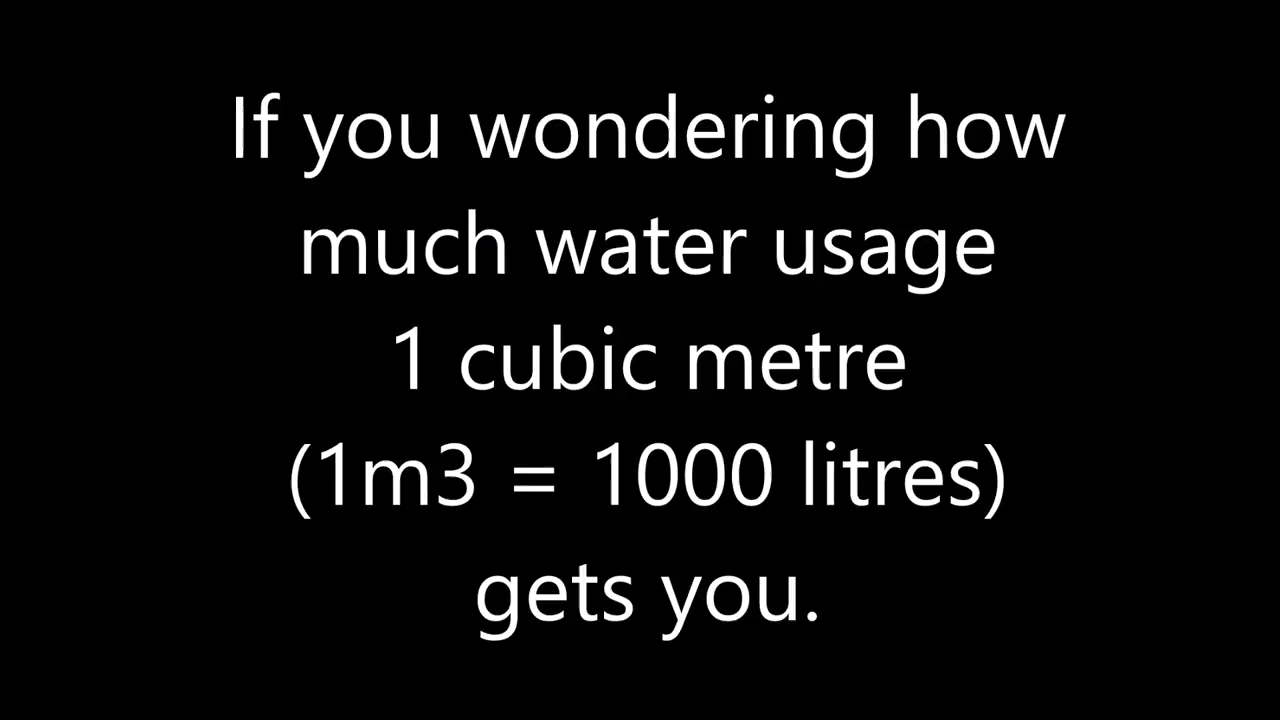 If you wondering how
much water usage
1 cubic metre
(1m3 = 1000 litres)
gets you.